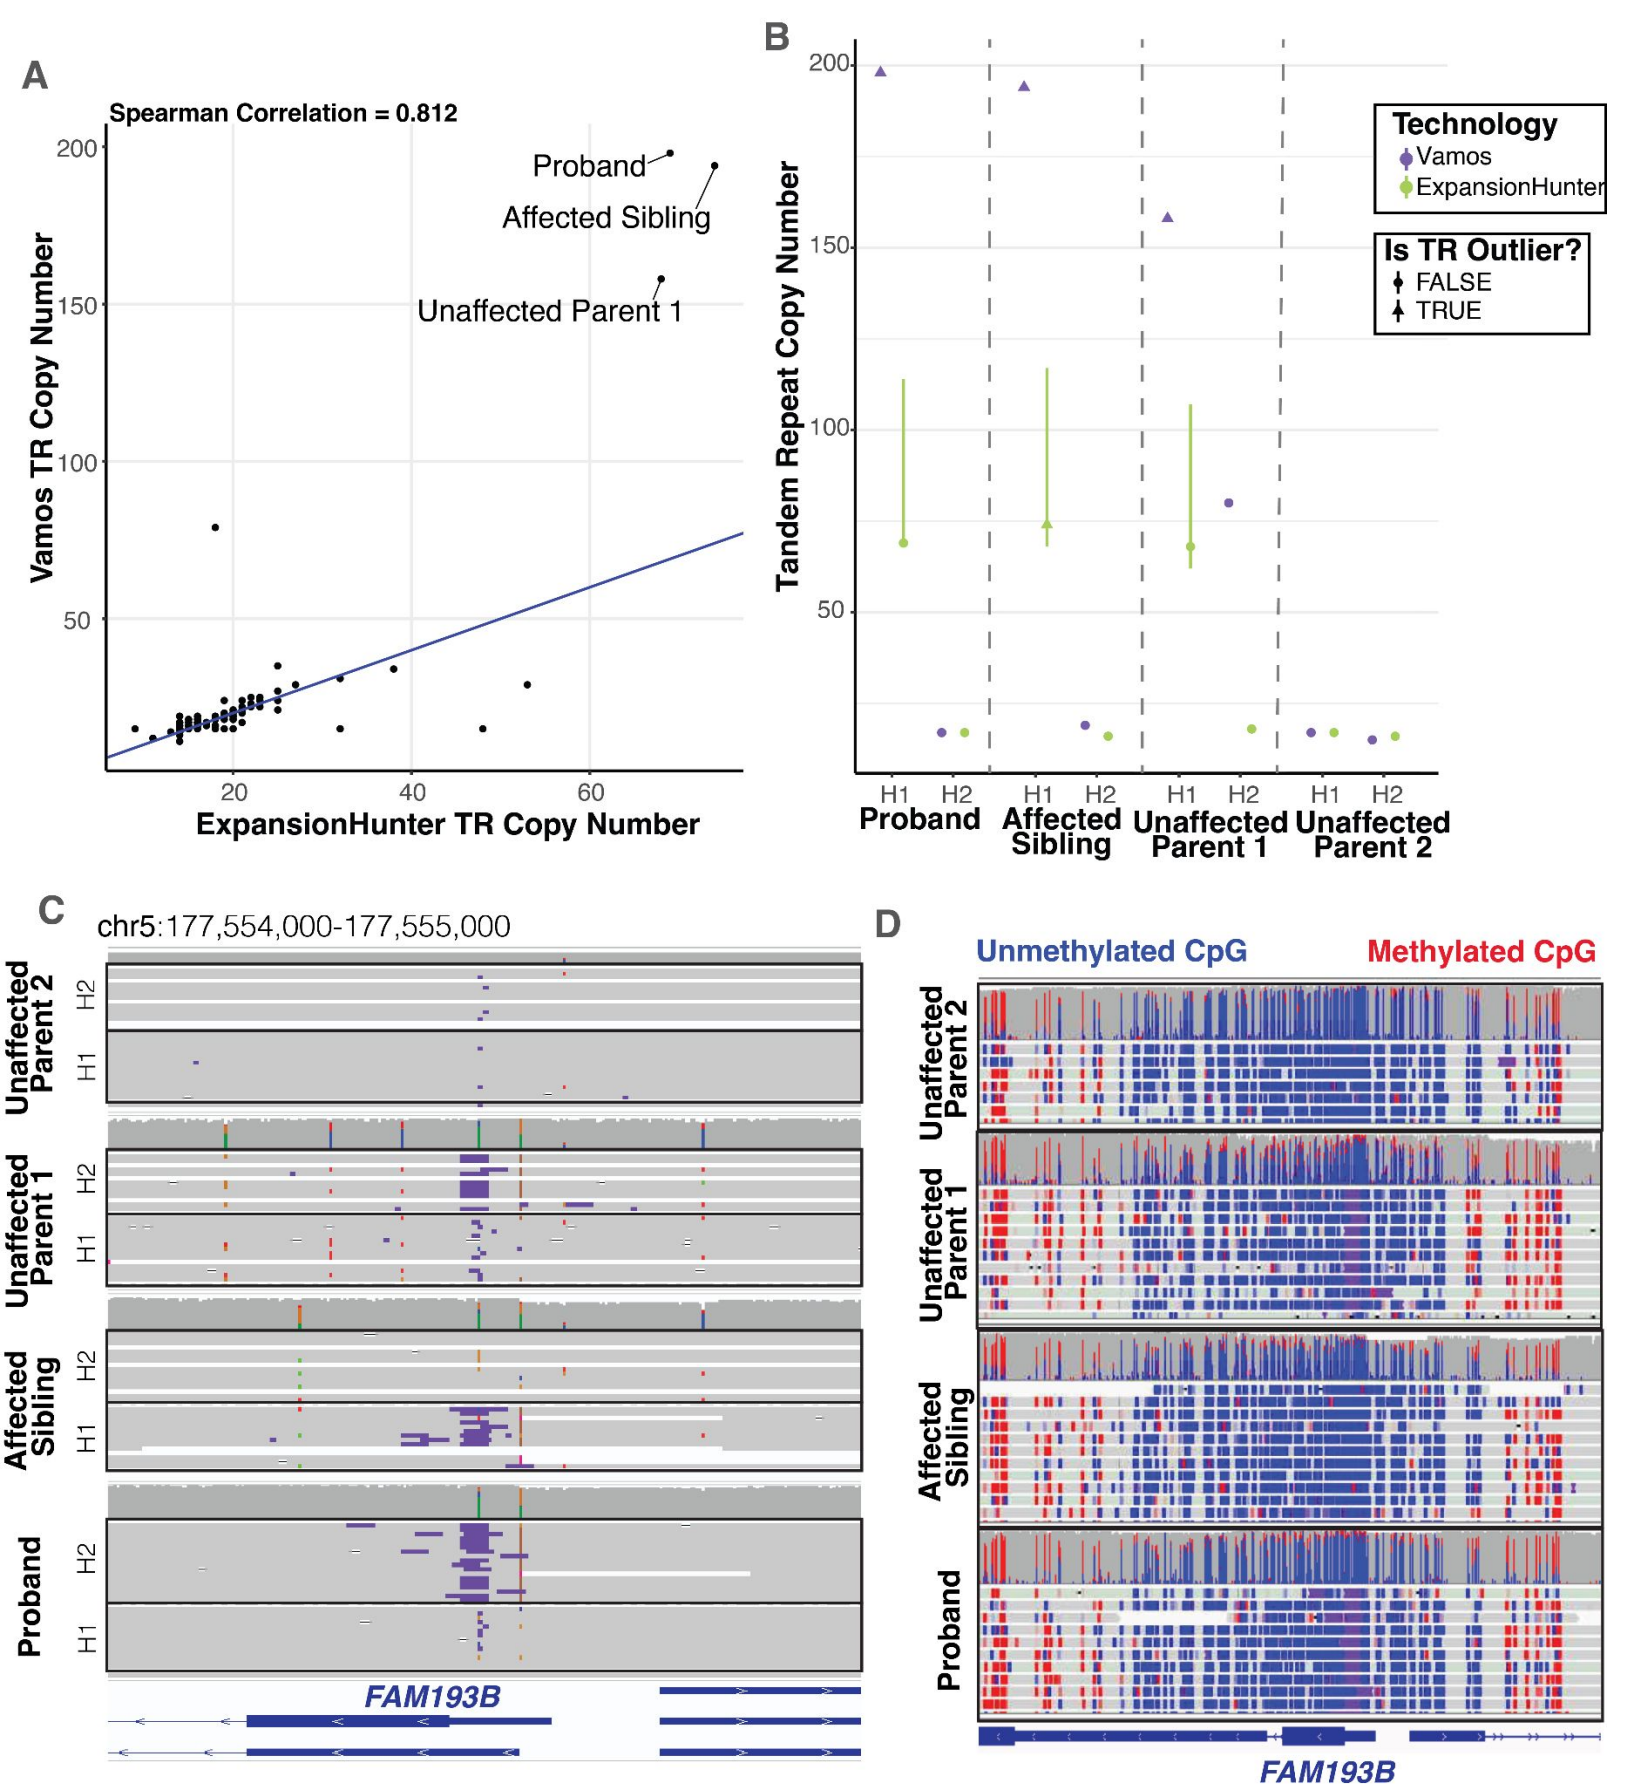 A
Spearman Correlation = 0.812
200
150
100
50
Vamos TR Copy Number
Proband
Affected Sibling
Unaffected Parent 1
20 40 60
ExpansionHunter TR Copy Number
B
200
150
100
50
Tandem Repeat Copy Number
Technology
Vamos
ExpansionHunter
Is TR Outlier?
FALSE
TRUE
H1 H2 H1 H2 H1 H2 H1 H2
Proband
Affected
Sibling
Unaffected
Parent 1
Unaffected
Parent 2
C
chr5:177,554,000-177,555,000
Unaffected
Parent 2
H2
H1
Unaffected
Parent 1
H2
H1
Affected
Sibling
H2
H1
Proband
H2
H1
FAM193B
D
Unmethylated CpG
Methylated CpG
Unaffected
Parent 2
Unaffected
Parent 1
Affected
Sibling
Proband
FAM193B